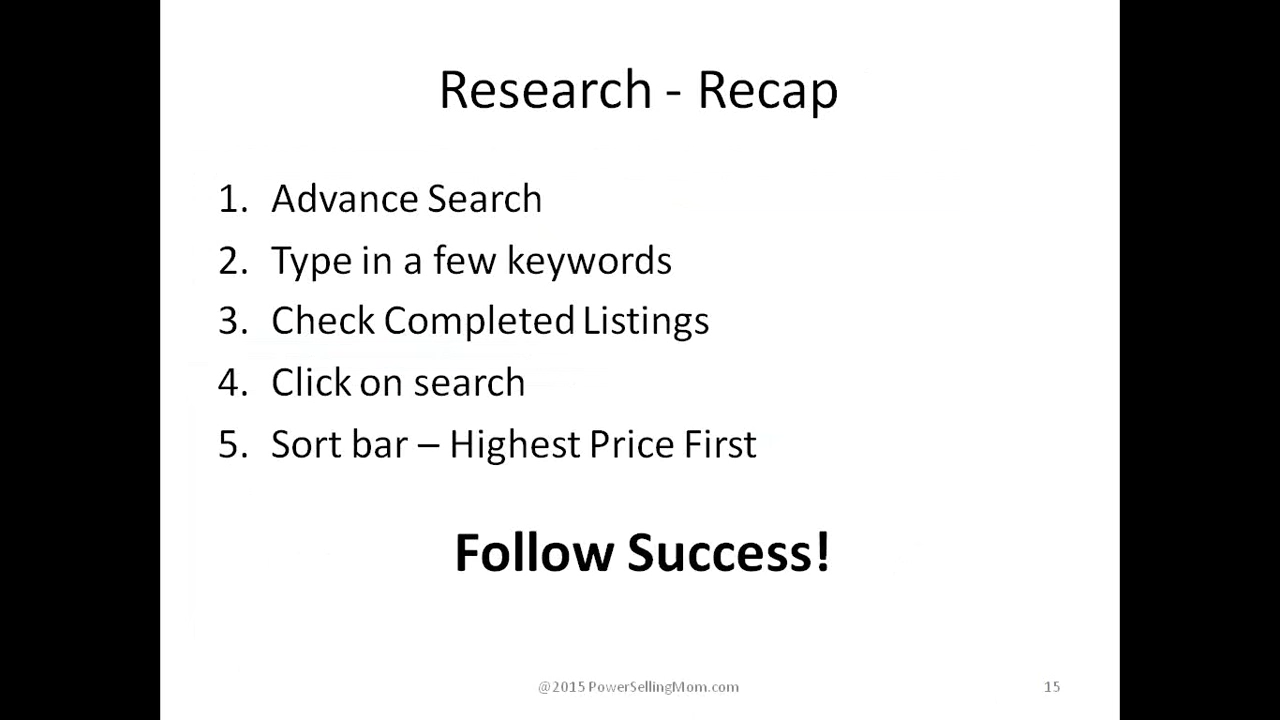 Research - Recap
1. Advance Search
2. Type in a few keywords
3. Check Completed Listings
4. Click on search
5. Sort bar – Highest Price First
Follow Success!
@2015 PowerSellingMom.com
15